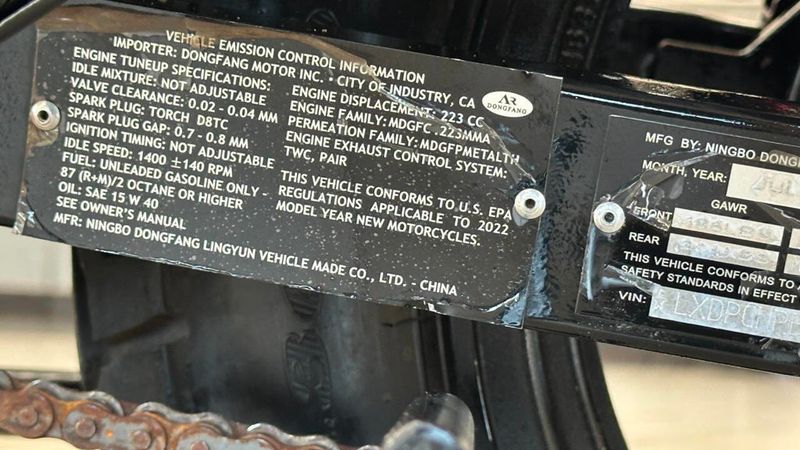 VEHICLE EMISSION CONTROL INFORMATION
IMPORTER: DONGFANG MOTOR INC. - CITY OF INDUSTRY, CA
ENGINE TUNEUP SPECIFICATIONS:
IDLE MIXTURE: NOT ADJUSTABLE
VALVE CLEARANCE: 0.02 - 0.04 MM
SPARK PLUG: TORCH D8TC
SPARK PLUG GAP: 0.7 - 0.8 MM
IGNITION TIMING: NOT ADJUSTABLE
IDLE SPEED: 1400 ±140 RPM
FUEL: UNLEADED GASOLINE ONLY -
87 (R+M)/2 OCTANE OR HIGHER
OIL: SAE 15 W 40
SEE OWNER'S MANUAL
MFR: NINGBO DONGFANG LINGYUN VEHICLE MADE CO., LTD. - CHINA
ENGINE DISPLACEMENT: 223 CC
ENGINE FAMILY: MDGFC .223MMA
PERMEATION FAMILY: MDGFPMETALTH
ENGINE EXHAUST CONTROL SYSTEM:
TWC, PAIR
THIS VEHICLE CONFORMS TO U.S. EPA
REGULATIONS APPLICABLE TO 2022
MODEL YEAR NEW MOTORCYCLES.
DONGFANG
MFG BY: NINGBO
MONTH, YEAR:
GAWR
FRONT
REAR
THIS VEHICLE CONFORMS TO
SAFETY STANDARDS IN EFFECT
VIN: